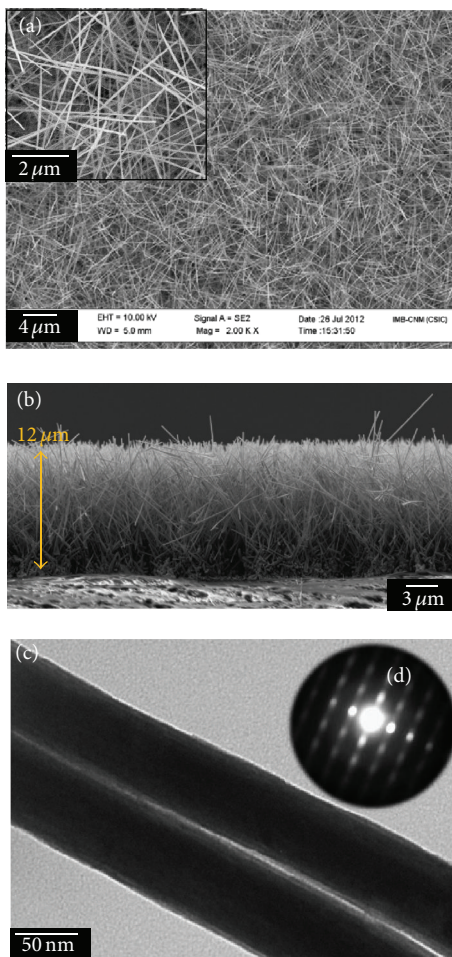 (a)
2 μm
4 μm
EHT = 10.00 kV Signal A = SE2 Date :26 Jul 2012 IMB-CNM (CSIC)
WD = 5.0 mm Mag = 2.00 K X Time :15:31:50
(b)
12 μm
3 μm
(c)
(d)
50 nm